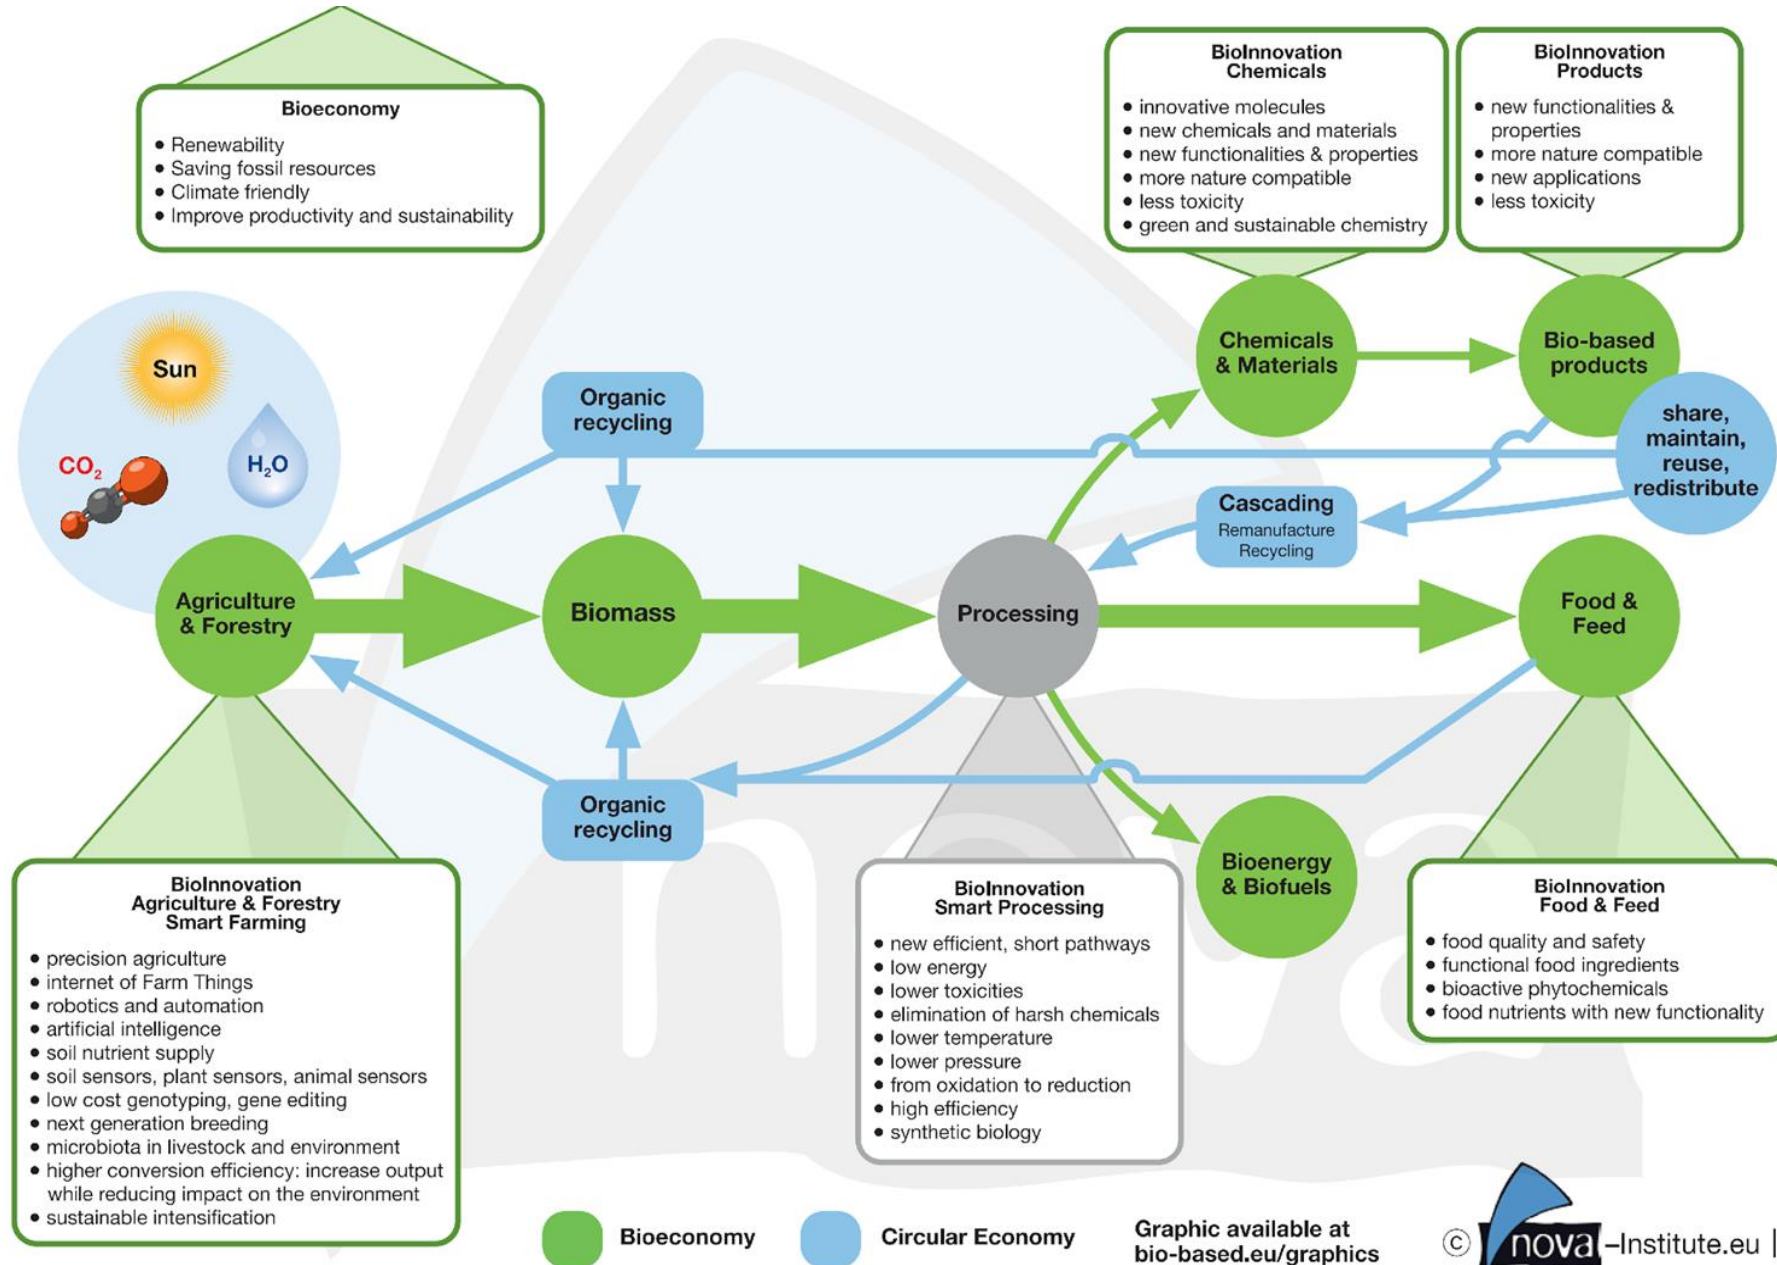 Bioeconomy
• Renewability
• Saving fossil resources
• Climate friendly
• Improve productivity and sustainability
BioInnovation
Chemicals
• innovative molecules
• new chemicals and materials
• new functionalities & properties
• more nature compatible
• less toxicity
• green and sustainable chemistry
BioInnovation
Products
• new functionalities &
properties
• more nature compatible
• new applications
• less toxicity
Sun
CO2
H2O
Organic
recycling
Chemicals
& Materials
Bio-based
products
share,
maintain,
reuse,
redistribute
Cascading
Remanufacture
Recycling
Agriculture
& Forestry
Biomass
Processing
Food &
Feed
Organic
recycling
Bioenergy
& Biofuels
BioInnovation
Agriculture & Forestry
Smart Farming
• precision agriculture
• internet of Farm Things
• robotics and automation
• artificial intelligence
• soil nutrient supply
• soil sensors, plant sensors, animal sensors
• low cost genotyping, gene editing
• next generation breeding
• microbiota in livestock and environment
• higher conversion efficiency: increase output
while reducing impact on the environment
• sustainable intensification
BioInnovation
Smart Processing
• new efficient, short pathways
• low energy
• lower toxicities
• elimination of harsh chemicals
• lower temperature
• lower pressure
• from oxidation to reduction
• high efficiency
• synthetic biology
BioInnovation
Food & Feed
• food quality and safety
• functional food ingredients
• bioactive phytochemicals
• food nutrients with new functionality
nova
Bioeconomy
Circular Economy
Graphic available at
bio-based.eu/graphics
© nova-Institute.eu |